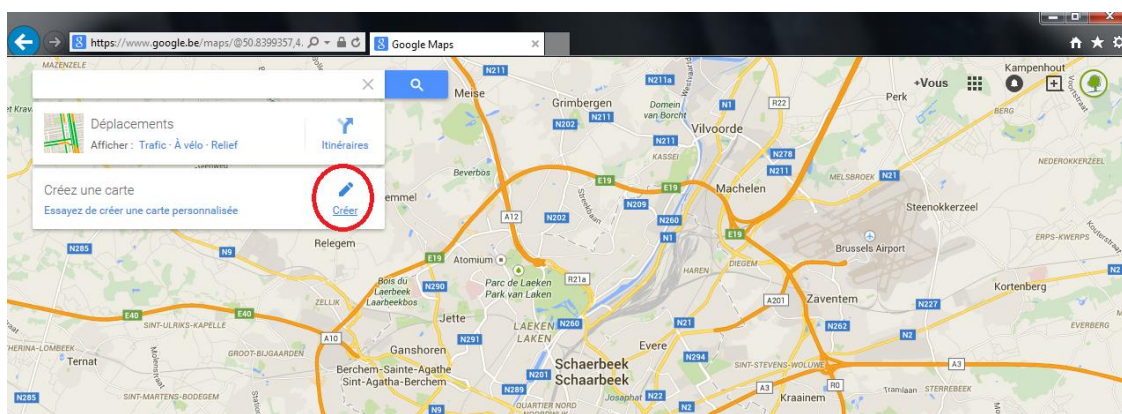 https://www.google.be/maps/@50.8399357,4.
Google Maps
+Vous
Déplacements
Afficher : Trafic · À vélo · Relief
Itinéraires
Créez une carte
Essayez de créer une carte personnalisée
Créer
MAZENZELE
N211
Meise
Grimbergen
N202
N211
N211a
Domein
van Borcht
N1
R22
Vilvoorde
Perk
Kampenhout
BERG
N211
KASSEI
N278
N211
MELSBROEK
N21
NEDEROKKERZEEL
Beverbos
E19
E19
Machelen
Steenokkerzeel
emmel
A12
N202
N209
N260
N1
E19
Brussels Airport
ERPS-KWERPS
N285
N9
Relegem
E19
Atomium
DIEGEM
HAREN
N2
Bois du
Laerbeek
Laarbeekbos
N290
Parc de Laeken
Park van Laken
R21a
Kortenberg
ZELLIK
A201
Zaventem
N227
E40
E40
SINT-ULRIKS-KAPELLE
Jette
LAEKEN
LAKEN
N260
N21
N262
N2
EVERBERG
A10
N291
Evere
Ternat
GROOT-BIJGAARDEN
Ganshoren
Schaerbeek
Schaarbeek
N294
SINT-STEVENS-WOLUWE
A3
Berchem-Sainte-Agathe
Sint-Agatha-Berchem
N201
N289
Josaphat
N22
A3
R0
Kraainem
Tramlaan
STERREBEEK
N285
SINT-MARTENS-BODEGEM
N9
QUARTIER NORD
N2